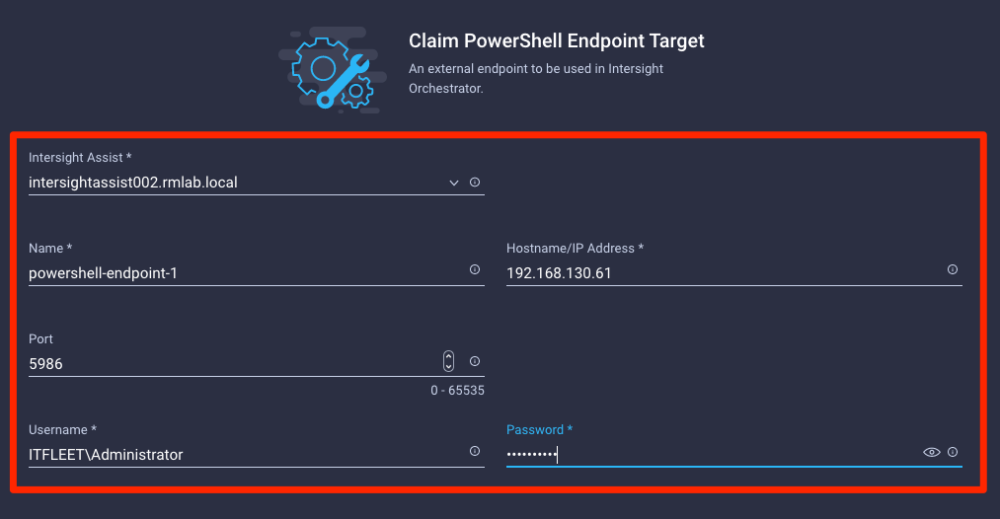 Claim PowerShell Endpoint Target
An external endpoint to be used in Intersight
Orchestrator.
Intersight Assist *
intersightassist002.rmlab.local
Name *
powershell-endpoint-1
Hostname/IP Address *
192.168.130.61
Port
5986
0 - 65535
Username *
ITFLEET\Administrator
Password *
••••••••••